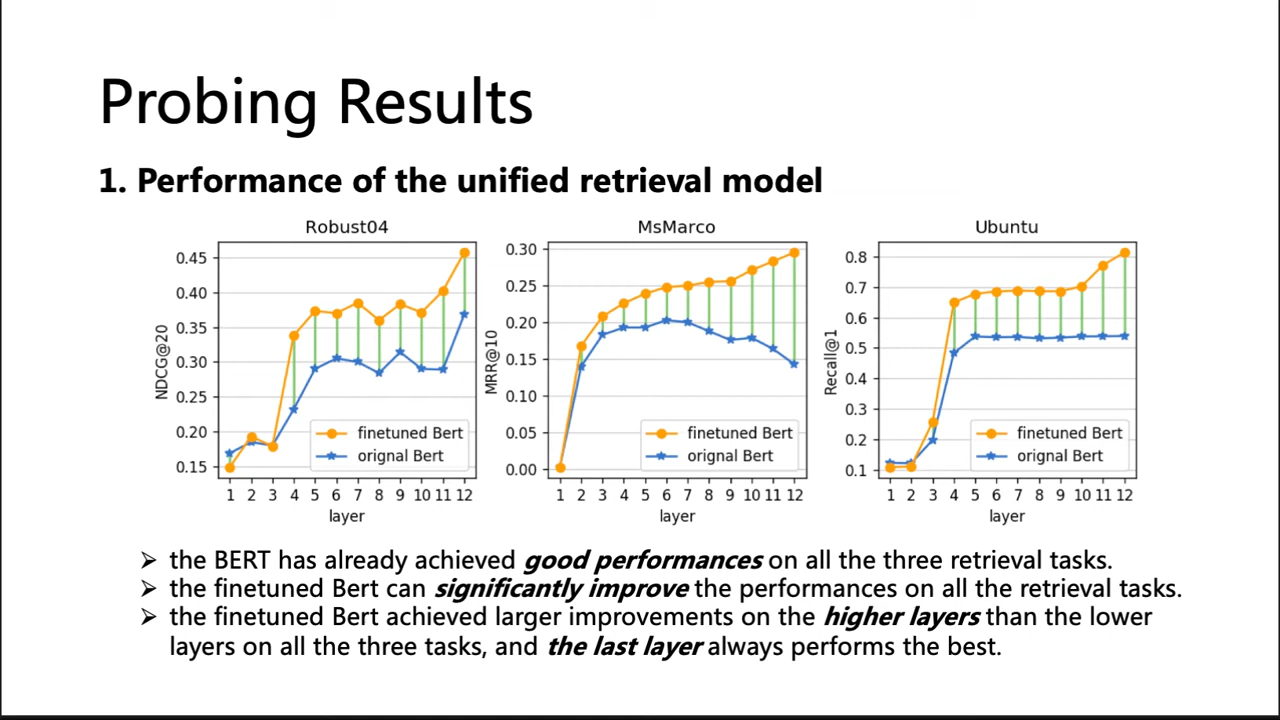 Probing Results
1. Performance of the unified retrieval model
Robust04
NDCG@20
0.45
0.40
0.35
0.30
0.25
0.20
0.15
finetuned Bert
orignal Bert
1 2 3 4 5 6 7 8 9 10 11 12
layer
MsMarco
MRR@10
0.30
0.25
0.20
0.15
0.10
0.05
0.00
finetuned Bert
orignal Bert
1 2 3 4 5 6 7 8 9 10 11 12
layer
Ubuntu
Recall@1
0.8
0.7
0.6
0.5
0.4
0.3
0.2
0.1
finetuned Bert
orignal Bert
1 2 3 4 5 6 7 8 9 10 11 12
layer
➢ the BERT has already achieved good performances on all the three retrieval tasks.
➢ the finetuned Bert can significantly improve the performances on all the retrieval tasks.
➢ the finetuned Bert achieved larger improvements on the higher layers than the lower
layers on all the three tasks, and the last layer always performs the best.